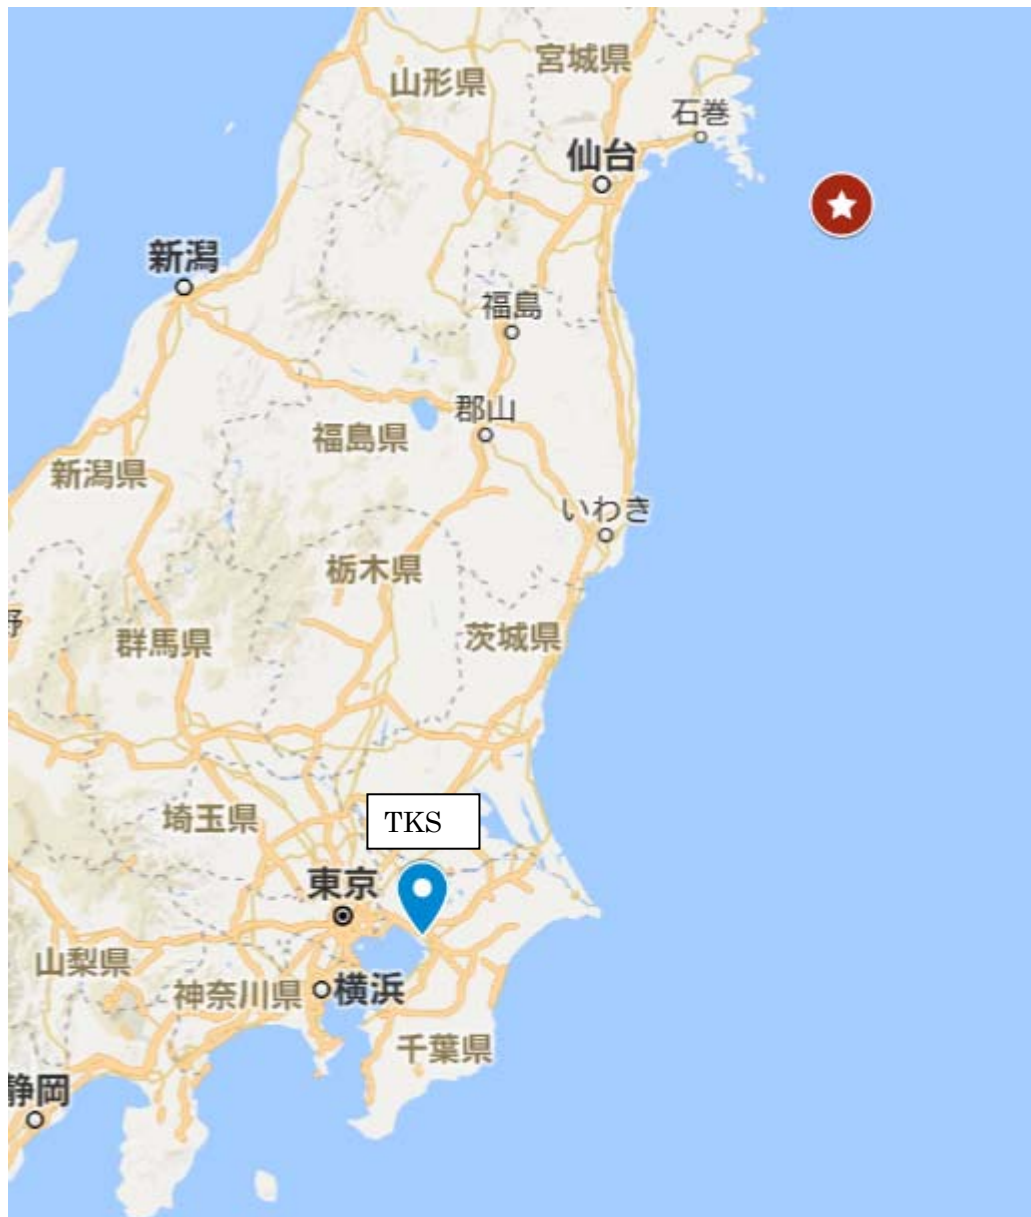 宮城県
山形県
石巻
仙台
新潟
福島
郡山
福島県
新潟県
いわき
栃木県
野
茨城県
群馬県
埼玉県
TKS
東京
山梨県
神奈川県
横浜
千葉県
静岡